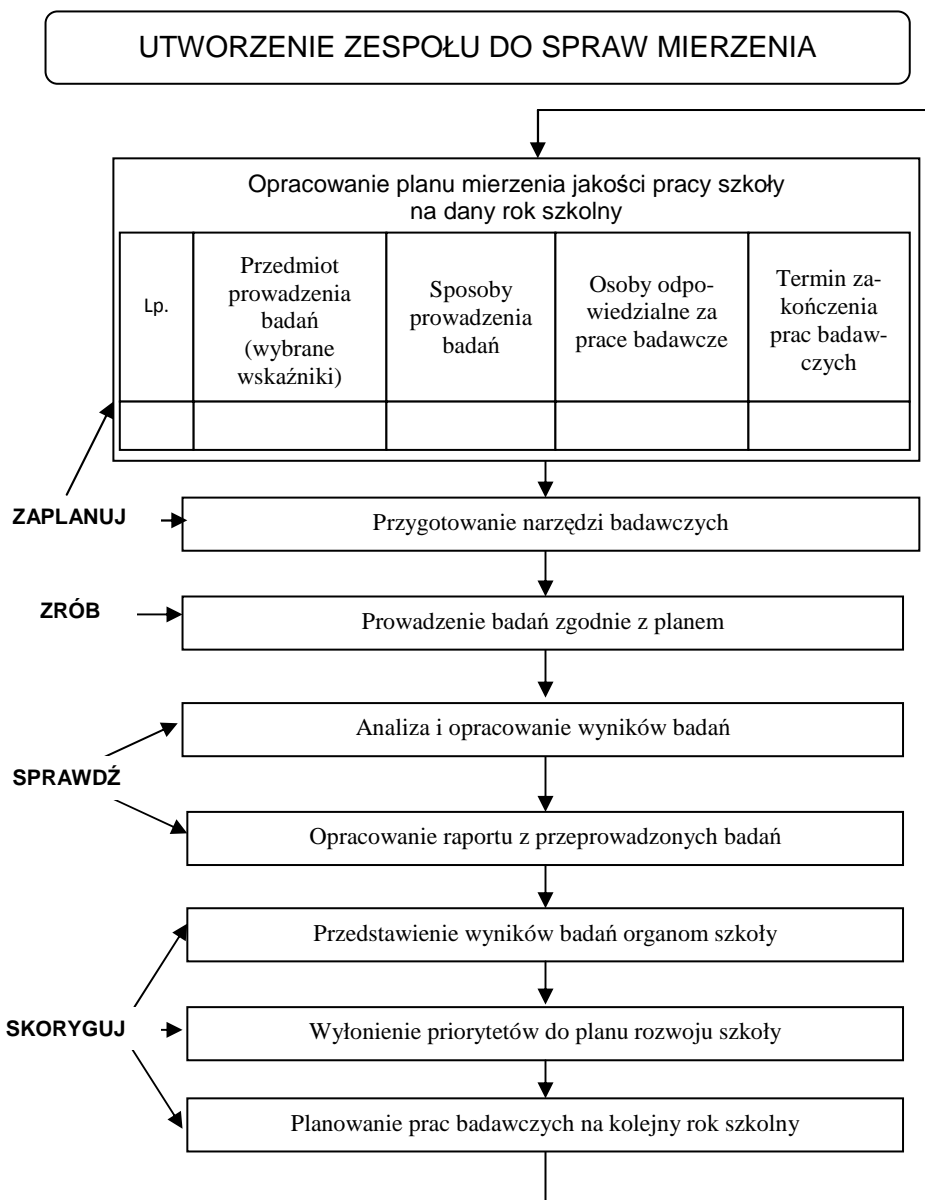 UTWORZENIE ZESPOŁU DO SPRAW MIERZENIA
Opracowanie planu mierzenia jakości pracy szkoły
na dany rok szkolny
Lp.
Przedmiot
prowadzenia
badań
(wybrane
wskaźniki)
Sposoby
prowadzenia
badań
Osoby odpo-
wiedzialne za
prace badawcze
Termin za-
kończenia
prac badaw-
czych
ZAPLANUJ
Przygotowanie narzędzi badawczych
ZRÓB
Prowadzenie badań zgodnie z planem
Analiza i opracowanie wyników badań
SPRAWDŹ
Opracowanie raportu z przeprowadzonych badań
Przedstawienie wyników badań organom szkoły
SKORYGUJ
Wyłonienie priorytetów do planu rozwoju szkoły
Planowanie prac badawczych na kolejny rok szkolny